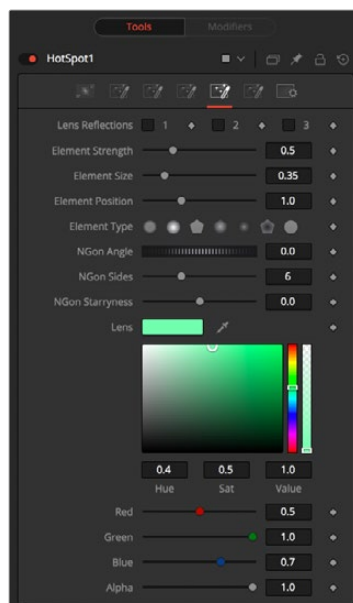 Tools Modifiers
HotSpot1
Lens Reflections 1 2 3
Element Strength 0.5
Element Size 0.35
Element Position 1.0
Element Type
NGon Angle 0.0
NGon Sides 6
NGon Starryness 0.0
Lens
0.4 0.5 1.0
Hue Sat Value
Red 0.5
Green 1.0
Blue 0.7
Alpha 1.0